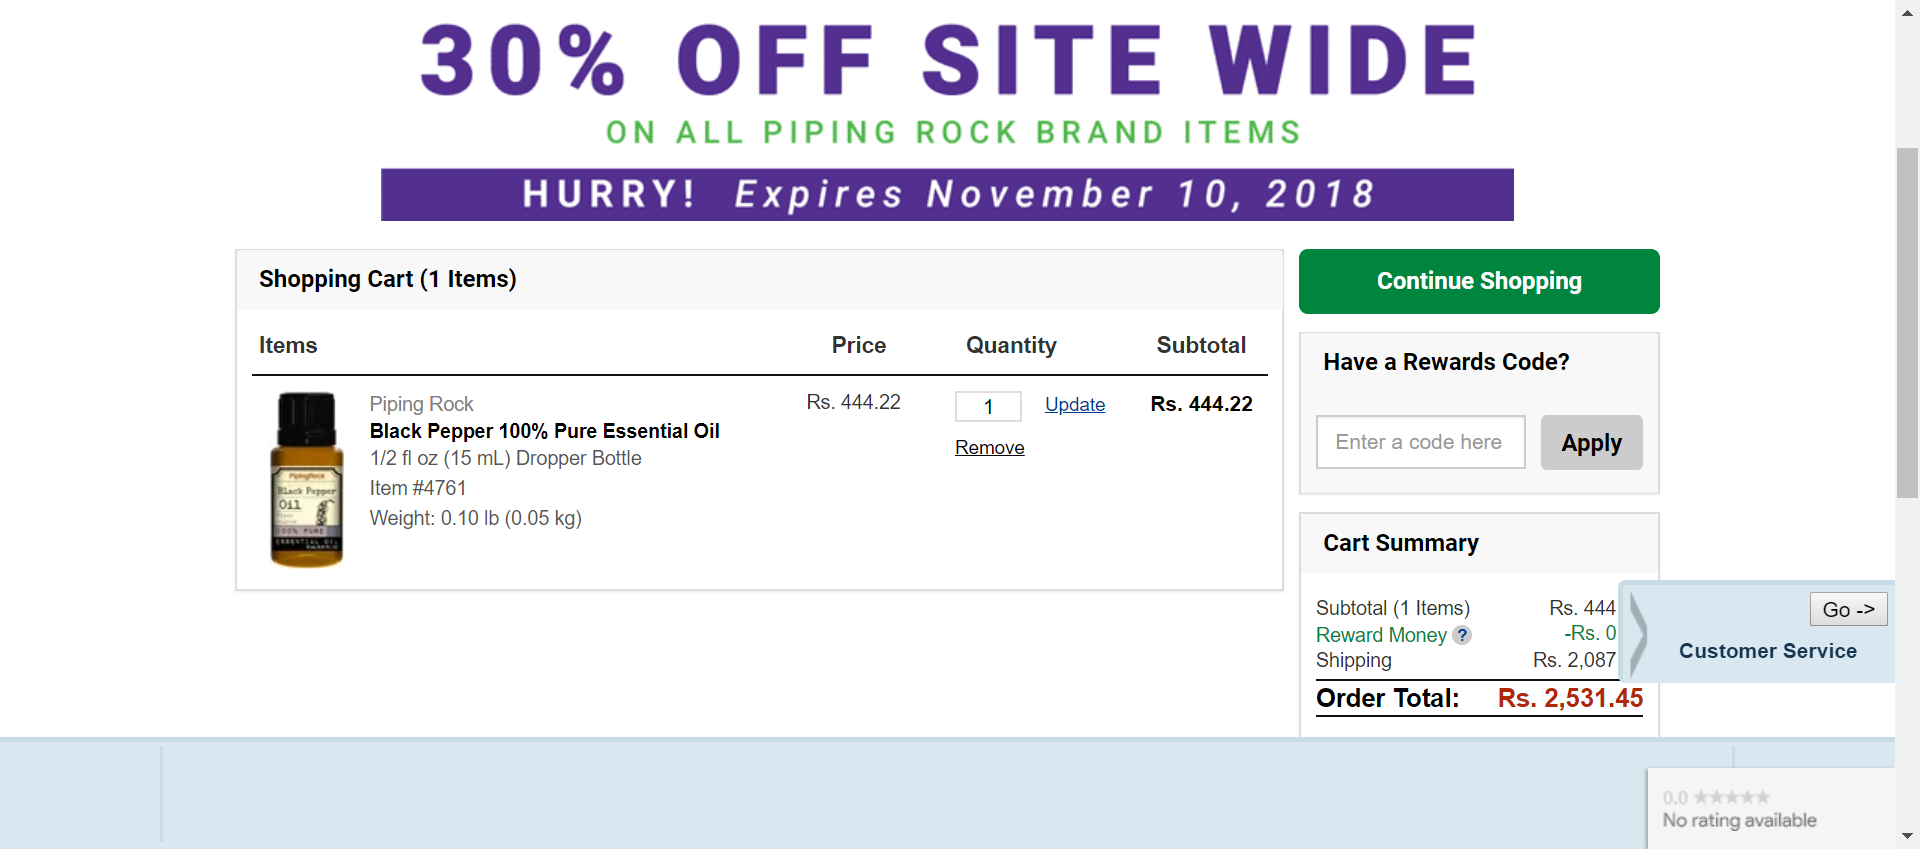 30% OFF SITE WIDE
ON ALL PIPING ROCK BRAND ITEMS
HURRY! Expires November 10, 2018
Shopping Cart (1 Items)
Items Price Quantity Subtotal
PipingRock
Black Pepper
Oil
100% PURE
ESSENTIAL OIL
Piping Rock
Black Pepper 100% Pure Essential Oil
1/2 fl oz (15 mL) Dropper Bottle
Item #4761
Weight: 0.10 lb (0.05 kg)
Rs. 444.22
1
Update
Remove
Rs. 444.22
Continue Shopping
Have a Rewards Code?
Enter a code here
Apply
Cart Summary
Subtotal (1 Items) Rs. 444
Reward Money ? -Rs. 0
Shipping Rs. 2,087
Order Total: Rs. 2,531.45
Go ->
Customer Service
0.0 ★★★★★
No rating available